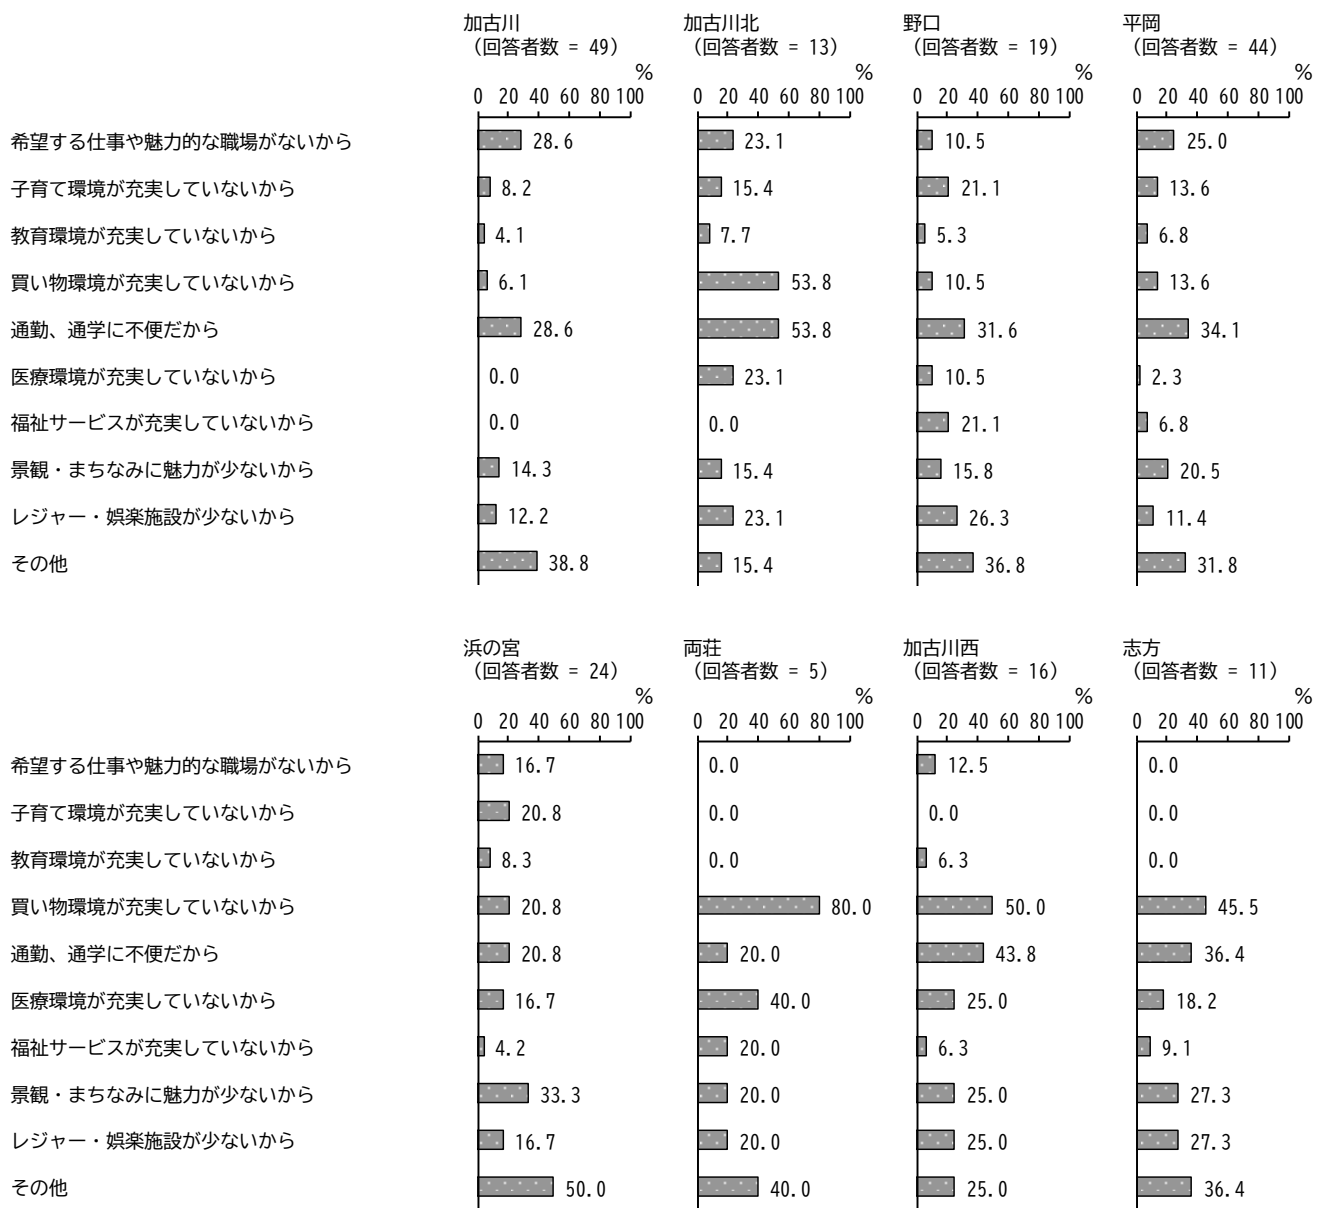 加古川 加古川北 野口 平岡
（回答者数 = 49） （回答者数 = 13） （回答者数 = 19） （回答者数 = 44）
% % % %
0 20 40 60 80 100 0 20 40 60 80 100 0 20 40 60 80 100 0 20 40 60 80 100
希望する仕事や魅力的な職場がないから 28.6 23.1 10.5 25.0
子育て環境が充実していないから 8.2 15.4 21.1 13.6
教育環境が充実していないから 4.1 7.7 5.3 6.8
買い物環境が充実していないから 6.1 53.8 10.5 13.6
通勤、通学に不便だから 28.6 53.8 31.6 34.1
医療環境が充実していないから 0.0 23.1 10.5 2.3
福祉サービスが充実していないから 0.0 0.0 21.1 6.8
景観・まちなみに魅力が少ないから 14.3 15.4 15.8 20.5
レジャー・娯楽施設が少ないから 12.2 23.1 26.3 11.4
その他 38.8 15.4 36.8 31.8
浜の宮 両荘 加古川西 志方
（回答者数 = 24） （回答者数 = 5） （回答者数 = 16） （回答者数 = 11）
% % % %
0 20 40 60 80 100 0 20 40 60 80 100 0 20 40 60 80 100 0 20 40 60 80 100
希望する仕事や魅力的な職場がないから 16.7 0.0 12.5 0.0
子育て環境が充実していないから 20.8 0.0 0.0 0.0
教育環境が充実していないから 8.3 0.0 6.3 0.0
買い物環境が充実していないから 20.8 80.0 50.0 45.5
通勤、通学に不便だから 20.8 20.0 43.8 36.4
医療環境が充実していないから 16.7 40.0 25.0 18.2
福祉サービスが充実していないから 4.2 20.0 6.3 9.1
景観・まちなみに魅力が少ないから 33.3 20.0 25.0 27.3
レジャー・娯楽施設が少ないから 16.7 20.0 25.0 27.3
その他 50.0 40.0 25.0 36.4